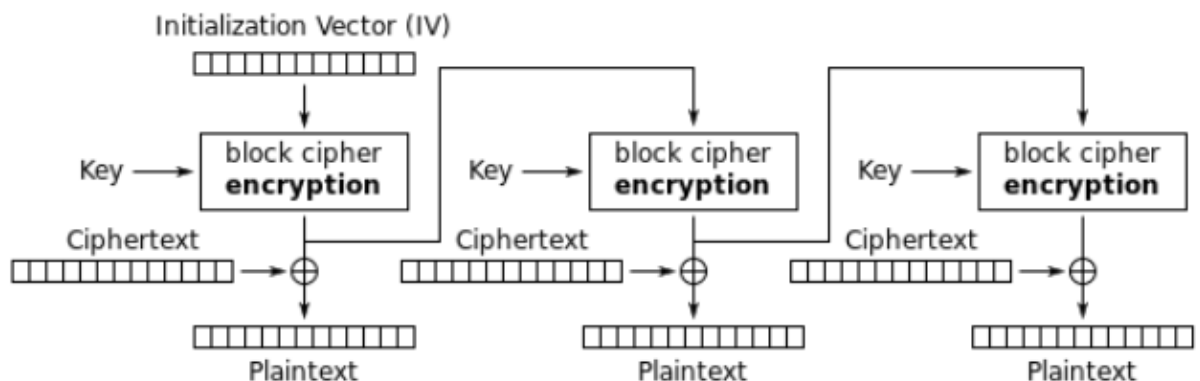 Initialization Vector (IV)
Key
block cipher
encryption
Key
block cipher
encryption
Key
block cipher
encryption
Ciphertext
Ciphertext
Ciphertext
Plaintext
Plaintext
Plaintext